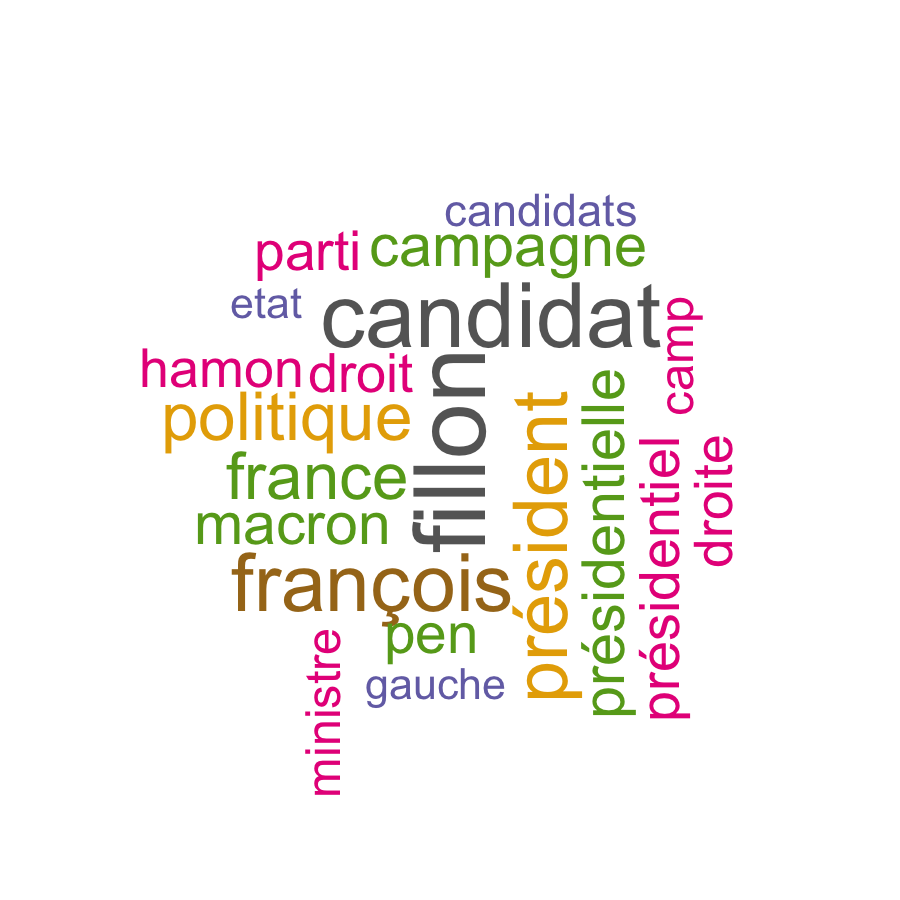 candidats
parti
campagne
etat
candidat
camp
hamon
droit
fillon
politique
président
présidentielle
présidentiel
droite
france
macron
françois
pen
gauche
ministre